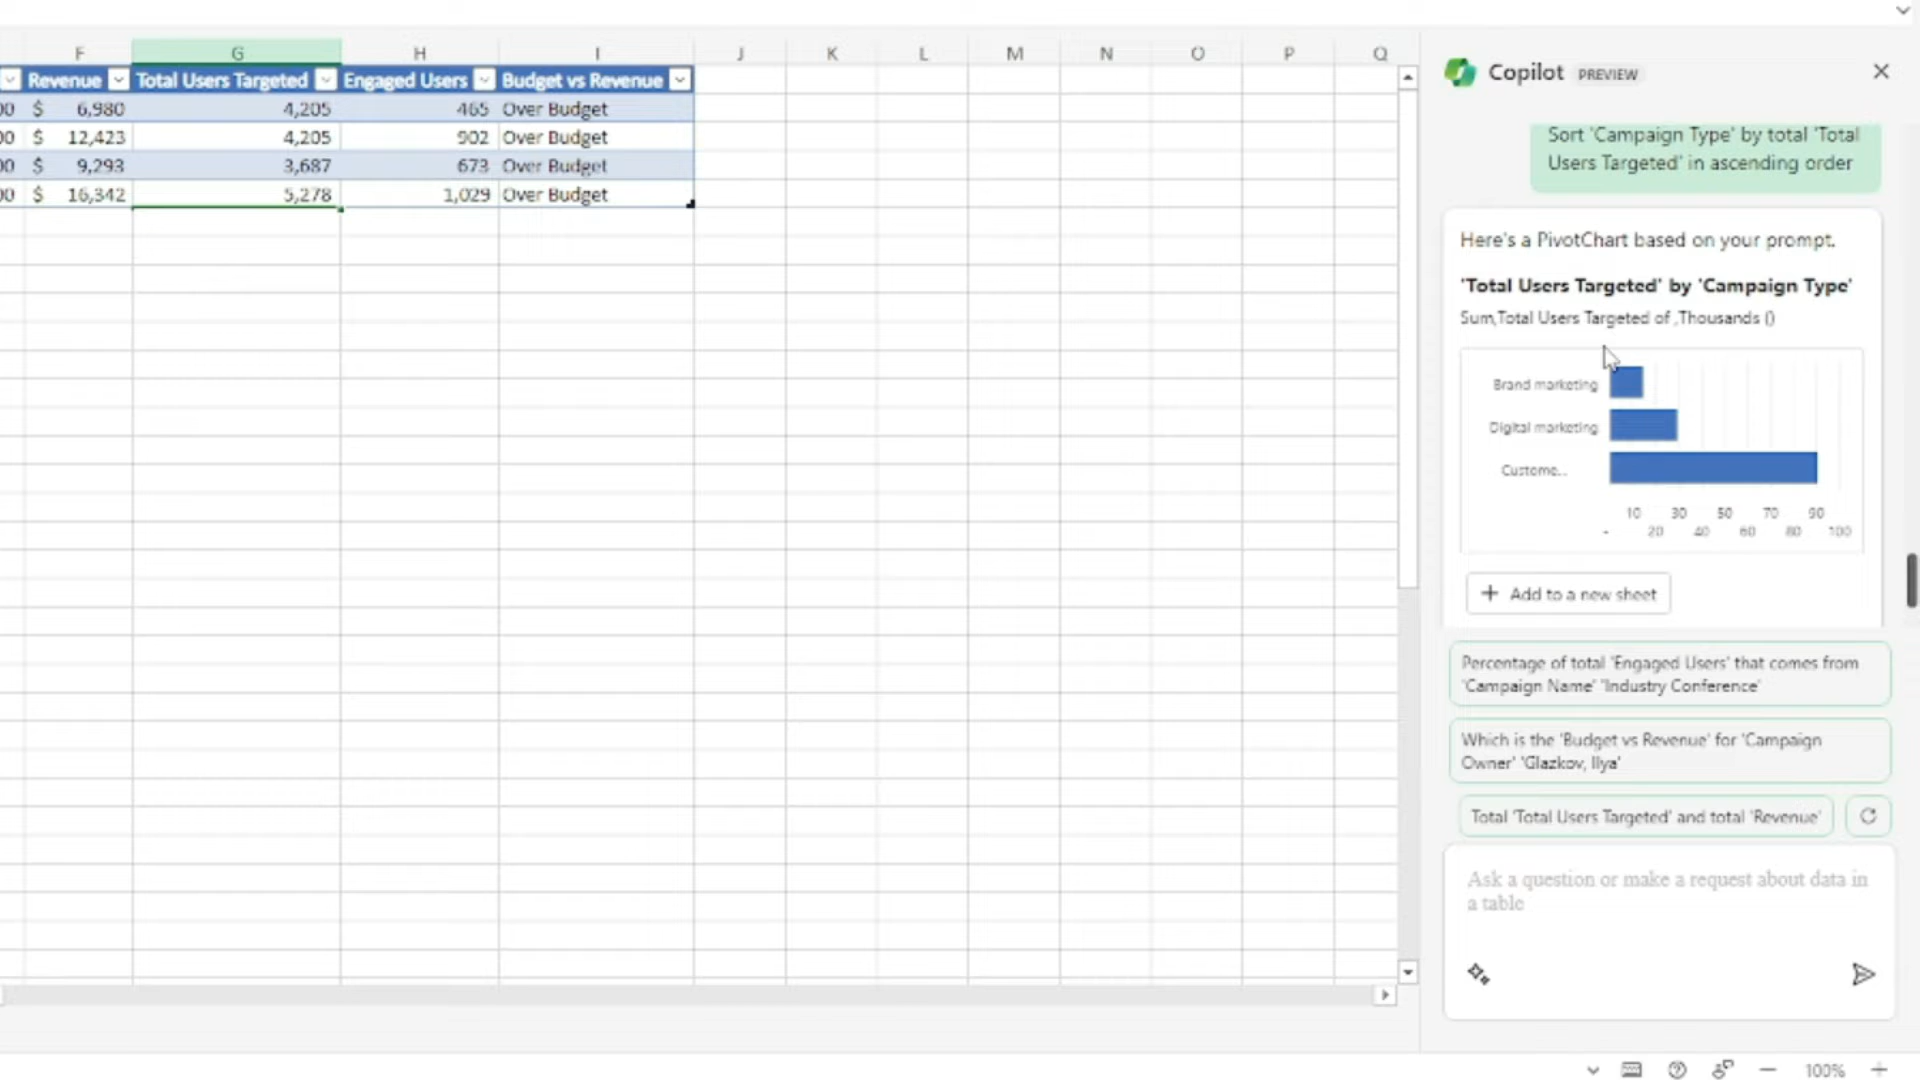 F G H I J K L M N O P Q
Revenue Total Users Targeted Engaged Users Budget vs Revenue
00 $ 6,980 4,205 465 Over Budget
00 $ 12,423 4,205 902 Over Budget
00 $ 9,293 3,687 673 Over Budget
00 $ 16,342 5,278 1,029 Over Budget
Copilot PREVIEW
Sort 'Campaign Type' by total 'Total
Users Targeted' in ascending order
Here's a PivotChart based on your prompt.
'Total Users Targeted' by 'Campaign Type'
Sum,Total Users Targeted of ,Thousands ()
Brand marketing
Digital marketing
Custome...
10 30 50 70 90
- 20 40 60 80 100
+ Add to a new sheet
Percentage of total 'Engaged Users' that comes from
'Campaign Name' 'Industry Conference'
Which is the 'Budget vs Revenue' for 'Campaign
Owner' 'Glazkov, Ilya'
Total 'Total Users Targeted' and total 'Revenue'
Ask a question or make a request about data in
a table
100%